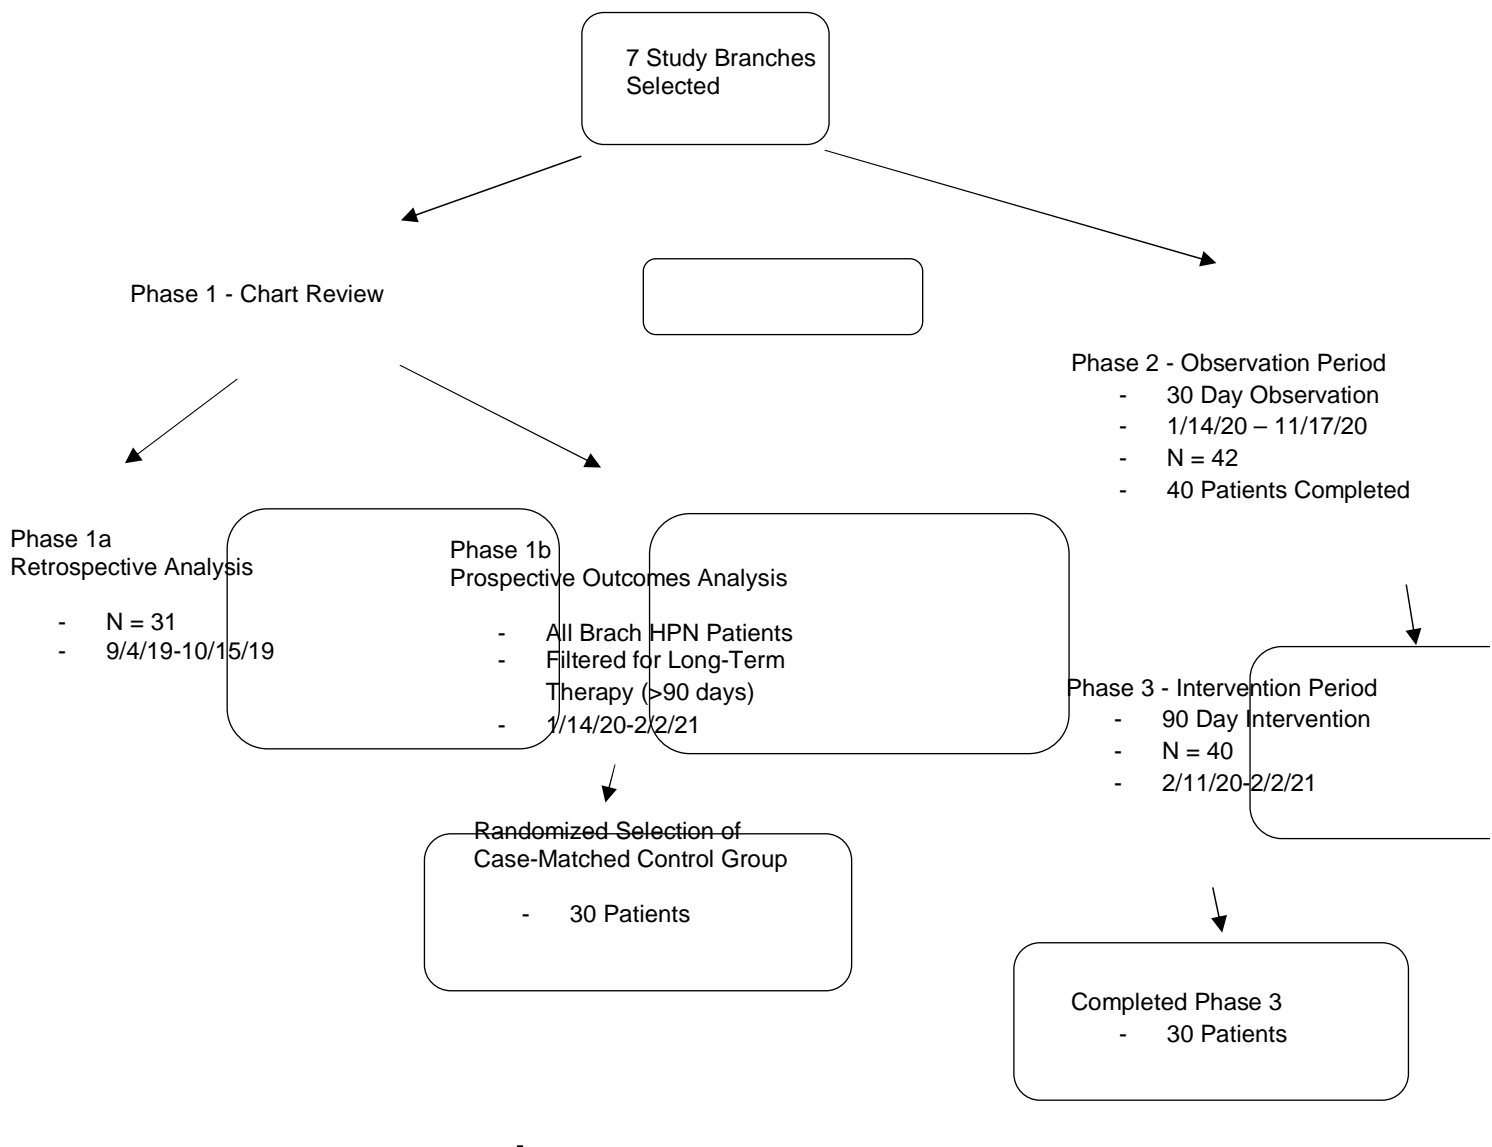 7 Study Branches
Selected
Phase 1 - Chart Review
Phase 2 - Observation Period
- 30 Day Observation
- 1/14/20 – 11/17/20
- N = 42
- 40 Patients Completed
Phase 1a
Retrospective Analysis
- N = 31
- 9/4/19-10/15/19
Phase 1b
Prospective Outcomes Analysis
- All Brach HPN Patients
- Filtered for Long-Term
Therapy (>90 days)
- 1/14/20-2/2/21
Phase 3 - Intervention Period
- 90 Day Intervention
- N = 40
- 2/11/20-2/2/21
Randomized Selection of
Case-Matched Control Group
- 30 Patients
Completed Phase 3
- 30 Patients
-